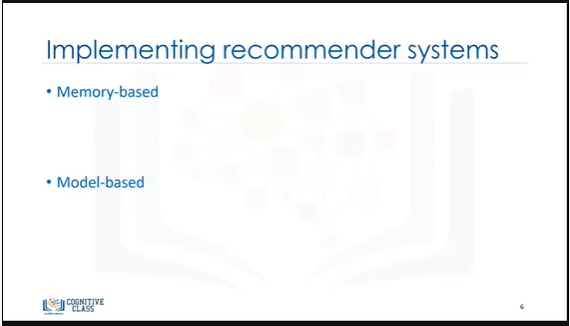 Implementing recommender systems
• Memory-based
• Model-based
COGNITIVE
CLASS
6